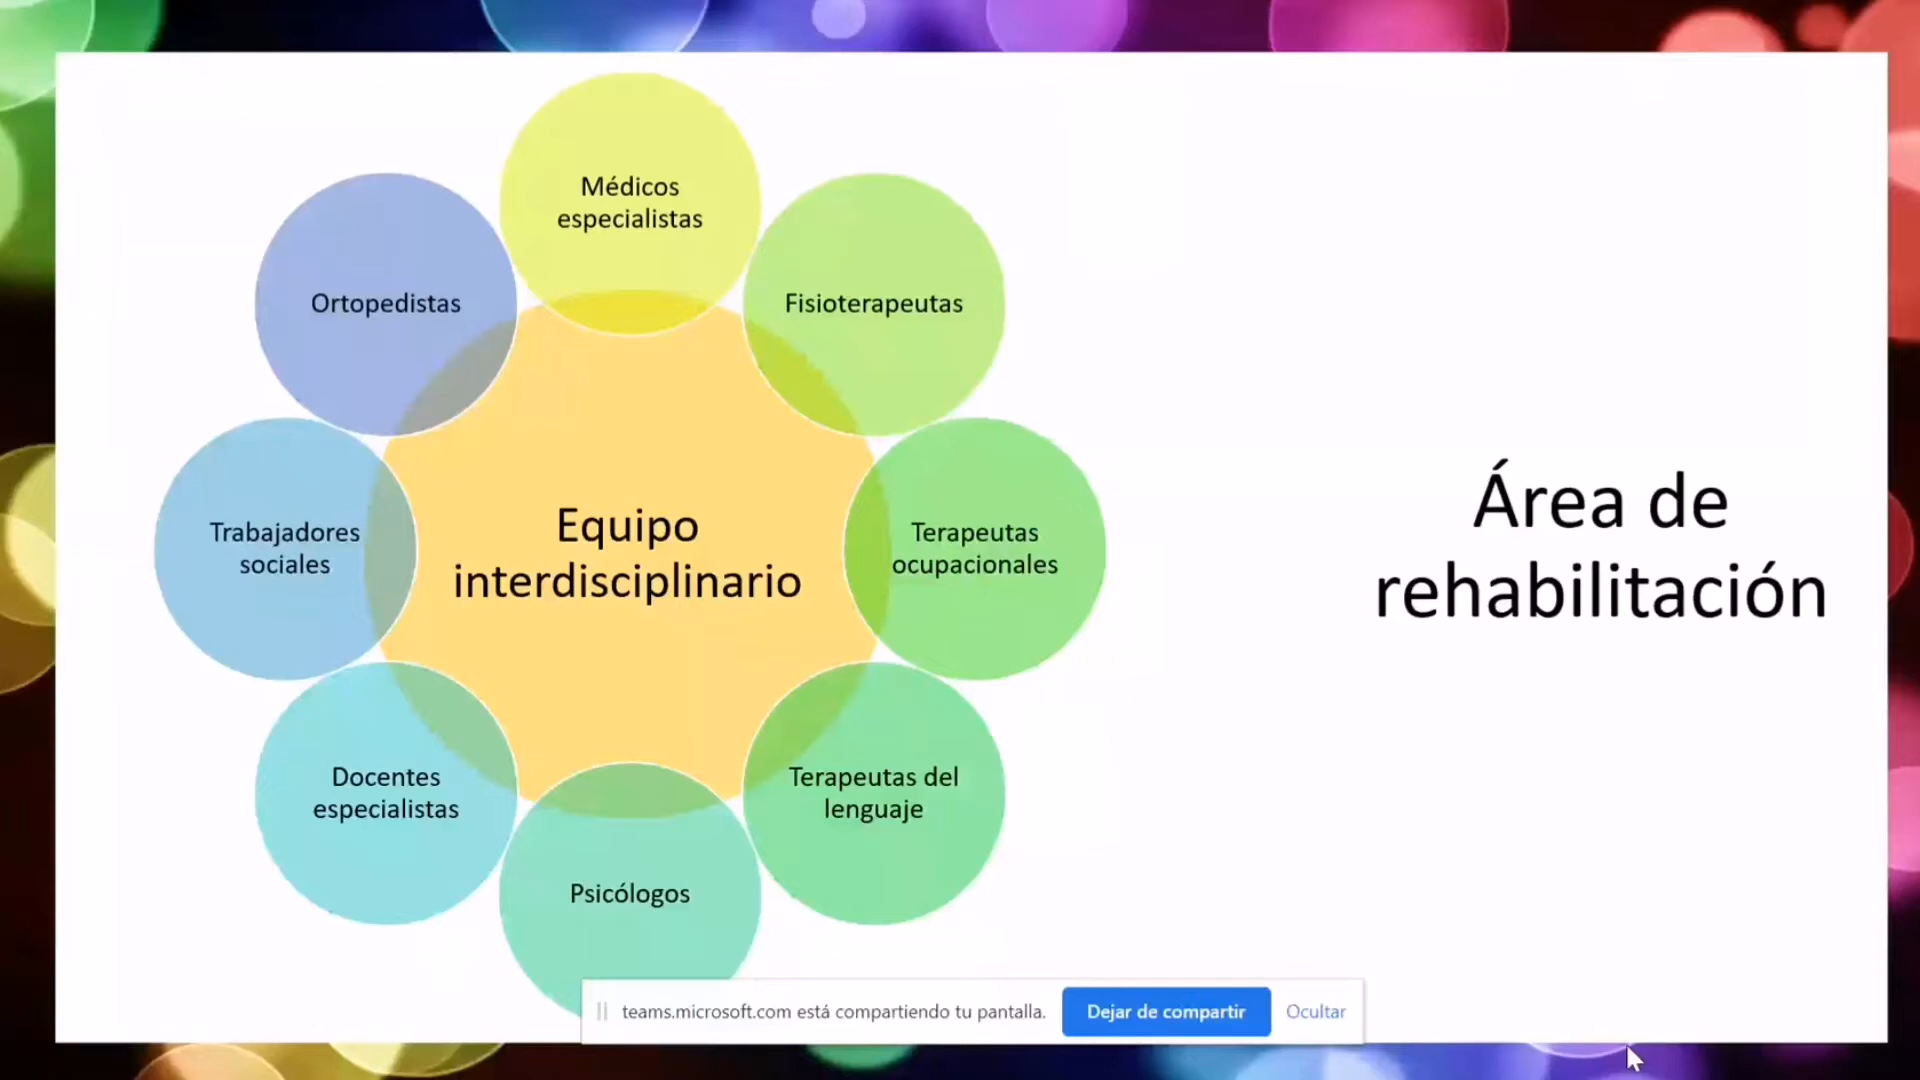 Médicos
especialistas
Fisioterapeutas
Ortopedistas
Terapeutas
ocupacionales
Trabajadores
sociales
Equipo
interdisciplinario
Terapeutas del
lenguaje
Docentes
especialistas
Psicólogos
Área de
rehabilitación
teams.microsoft.com está compartiendo tu pantalla.
Dejar de compartir
Ocultar